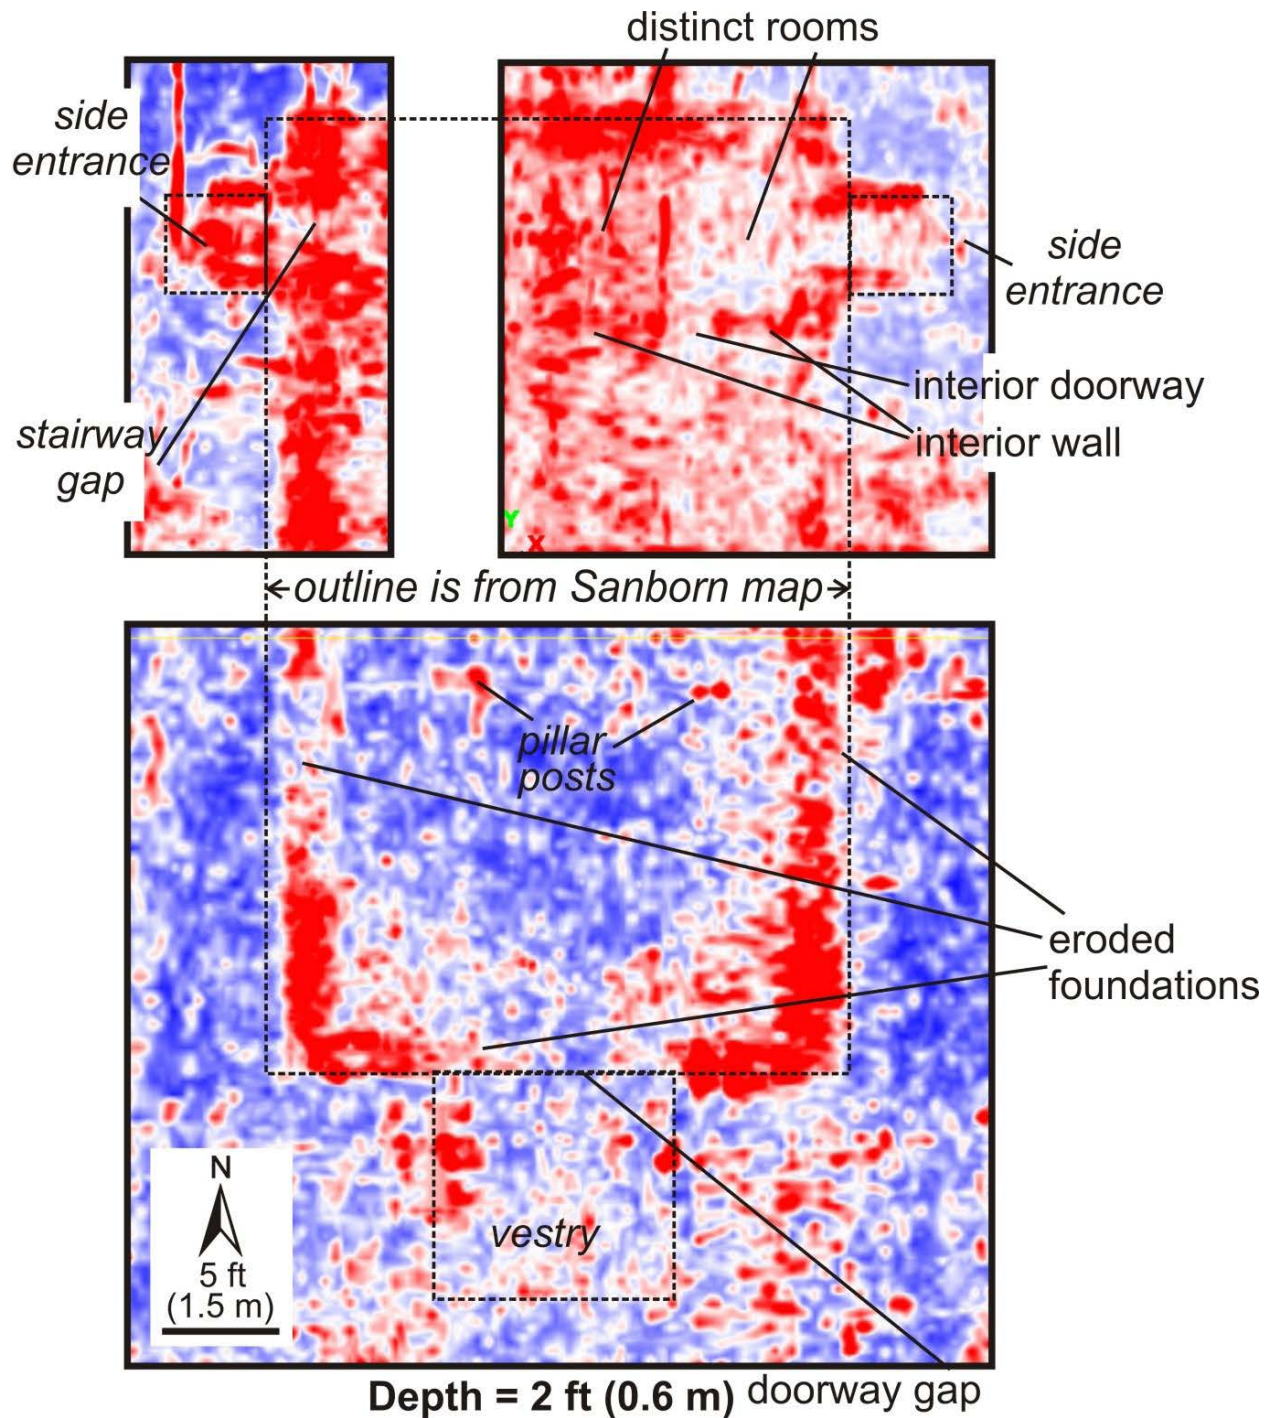 distinct rooms
side
entrance
side
entrance
interior doorway
interior wall
stairway
gap
Y
X
outline is from Sanborn map
pillar
posts
eroded
foundations
vestry
N
5 ft
(1.5 m)
Depth = 2 ft (0.6 m)
doorway gap